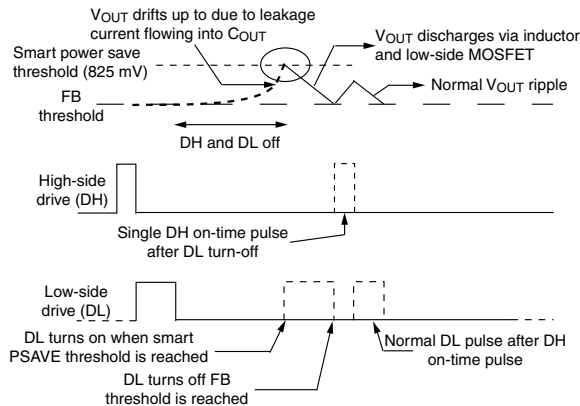 VOUT drifts up to due to leakage
current flowing into COUT
Smart power save
threshold (825 mV)
FB
threshold
VOUT discharges via inductor
and low-side MOSFET
Normal VOUT ripple
DH and DL off
High-side
drive (DH)
Single DH on-time pulse
after DL turn-off
Low-side
drive (DL)
DL turns on when smart
PSAVE threshold is reached
DL turns off FB
threshold is reached
Normal DL pulse after DH
on-time pulse